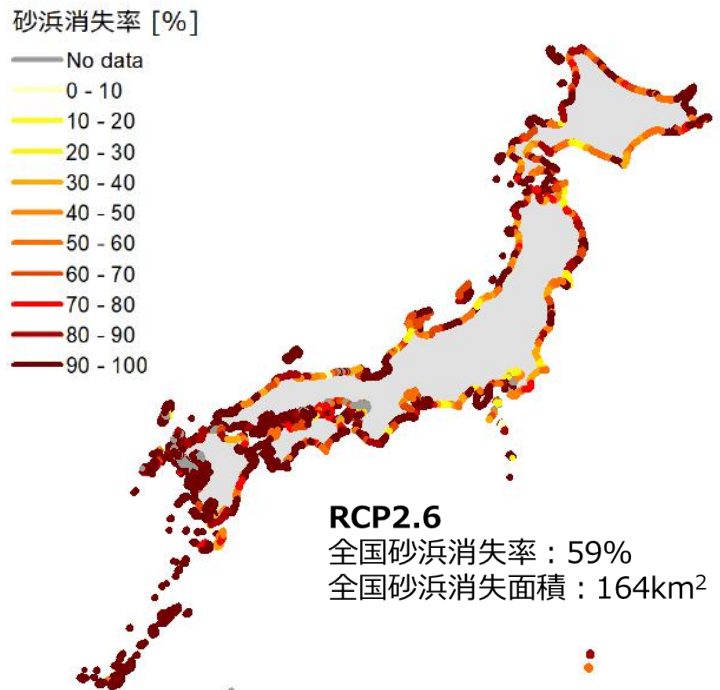 砂浜消失率 [%]
No data
0 - 10
10 - 20
20 - 30
30 - 40
40 - 50
50 - 60
60 - 70
70 - 80
80 - 90
90 - 100
RCP2.6
全国砂浜消失率：59%
全国砂浜消失面積：164km²